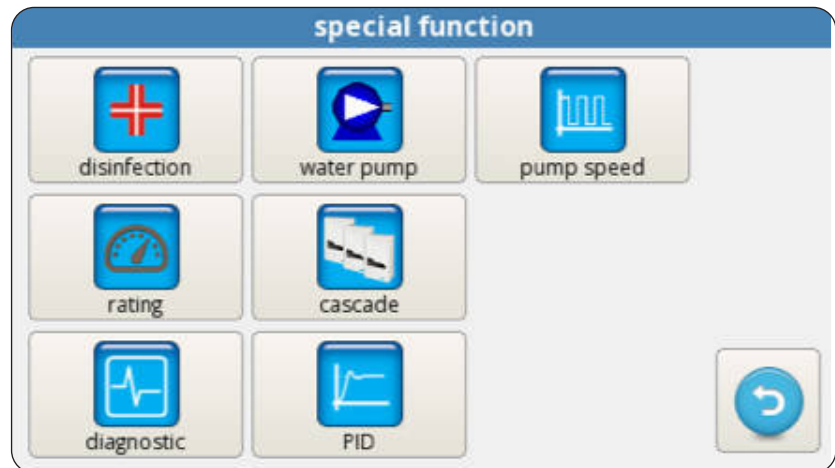 special function
disinfection
water pump
pump speed
rating
cascade
diagnostic
PID